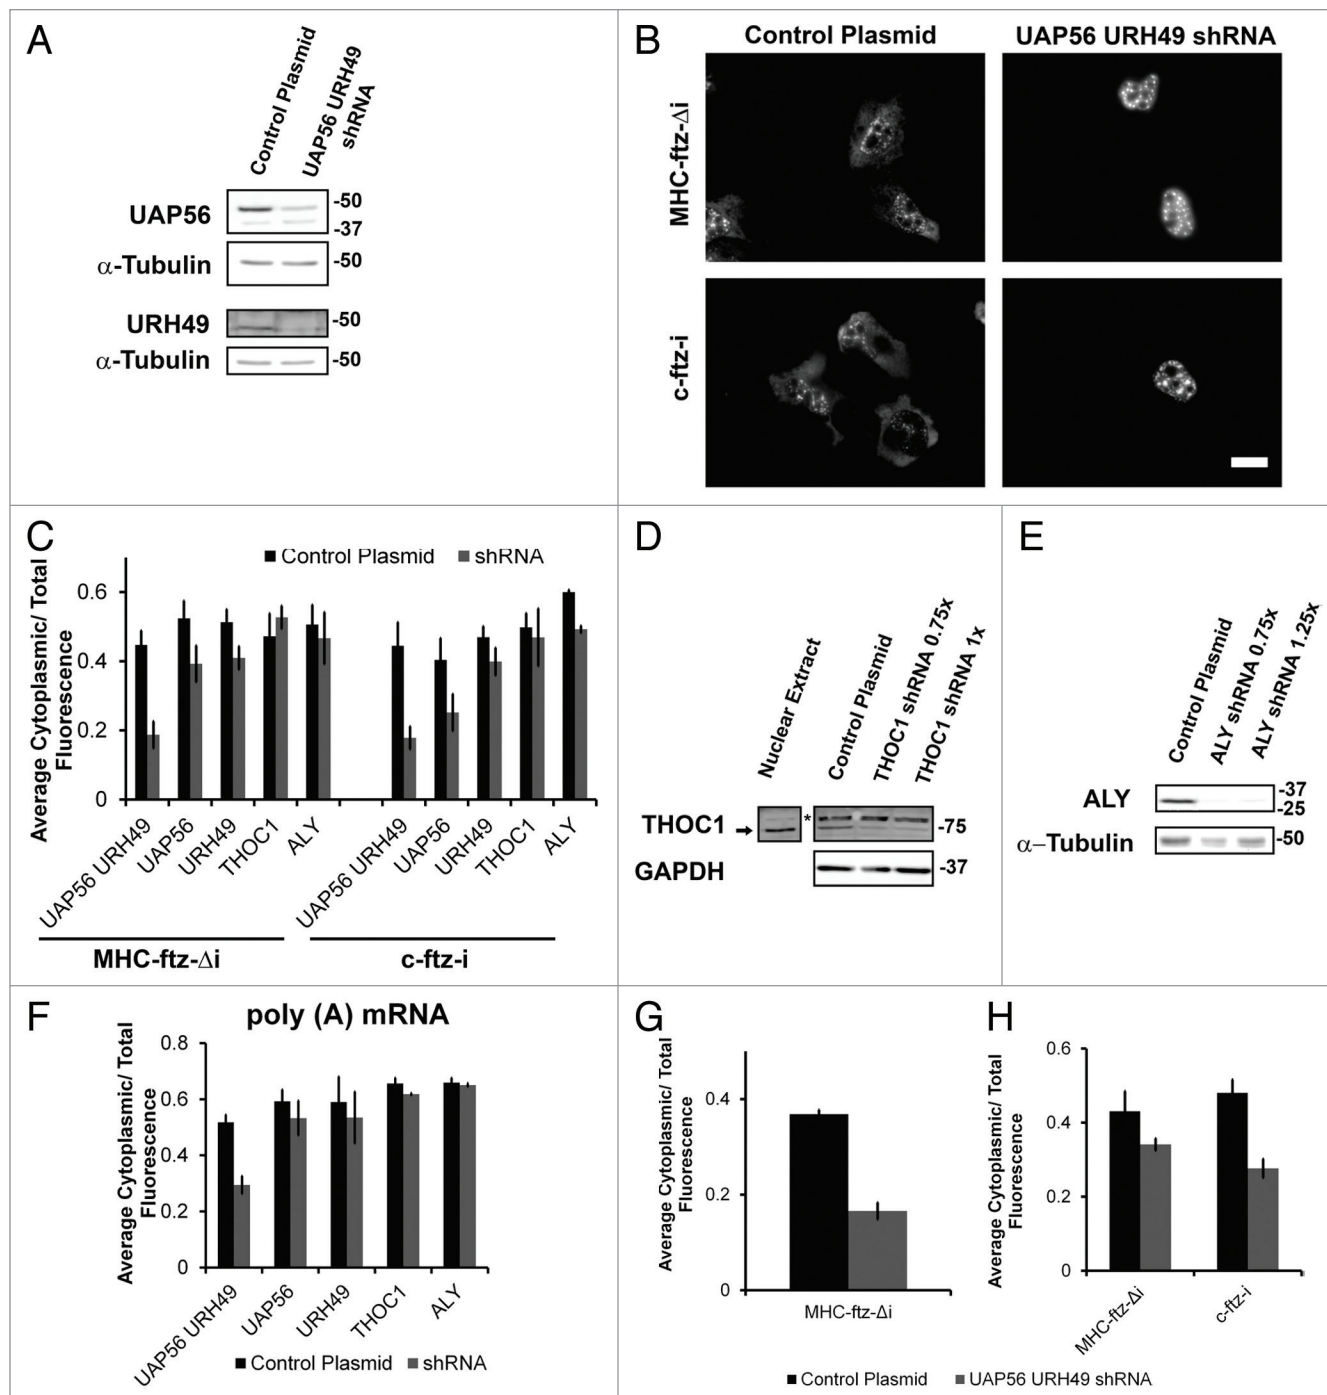 A
Control Plasmid
UAP56 URH49
shRNA
UAP56
-50
-37
α-Tubulin
-50
URH49
-50
α-Tubulin
-50
B
Control Plasmid
UAP56 URH49 shRNA
MHC-ftz-Δi
c-ftz-i
C
Control Plasmid
shRNA
Average Cytoplasmic/ Total
Fluorescence
0.6
0.4
0.2
0
UAP56 URH49
UAP56
URH49
THOC1
ALY
UAP56 URH49
UAP56
URH49
THOC1
ALY
MHC-ftz-Δi
c-ftz-i
D
Nuclear Extract
Control Plasmid
THOC1 shRNA 0.75x
THOC1 shRNA 1x
THOC1
*
-75
GAPDH
-37
E
Control Plasmid
ALY shRNA 0.75x
ALY shRNA 1.25x
ALY
-37
-25
α–Tubulin
-50
F
poly (A) mRNA
Average Cytoplasmic/ Total
Fluorescence
0.8
0.6
0.4
0.2
0
UAP56 URH49
UAP56
URH49
THOC1
ALY
Control Plasmid
shRNA
G
Average Cytoplasmic/ Total
Fluorescence
0.4
0.2
0
MHC-ftz-Δi
H
Average Cytoplasmic/ Total
Fluorescence
0.6
0.4
0.2
0
MHC-ftz-Δi
c-ftz-i
Control Plasmid
UAP56 URH49 shRNA